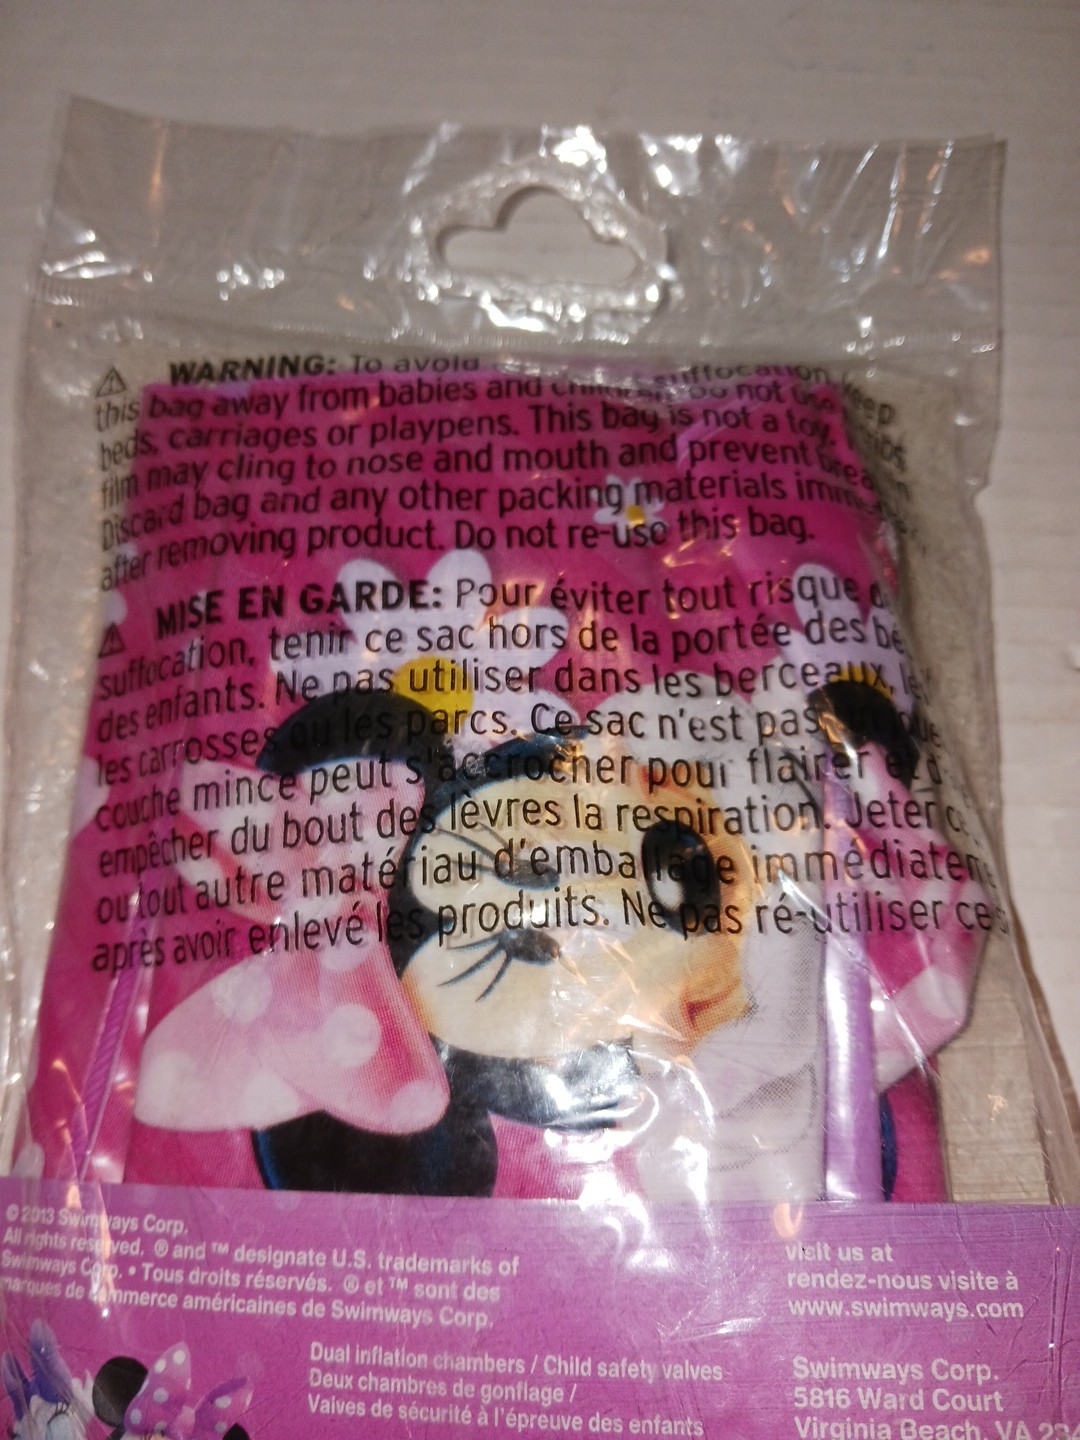 WARNING: To avoid suffocation, keep
this bag away from babies and children. Do not use
beds, carriages or playpens. This bag is not a toy.
film may cling to nose and mouth and prevent
Discard bag and any other packing materials
after removing product. Do not re-use this bag.
MISE EN GARDE: Pour éviter tout risque
suffocation, tenir ce sac hors de la portée des
des enfants. Ne pas utiliser dans les berceaux,
les carrosses ou les parcs. Ce sac n'est pas
couche mince peut s'accrocher pour flairer et
empêcher du bout des lèvres la respiration. Jeter
ou tout autre matériau d'emballage
après avoir enlevé les produits. Ne pas ré-utiliser ce
© 2013 Swimways Corp.
All rights reserved. ® and ™ designate U.S. trademarks of
Swimways Corp. • Tous droits réservés. ® et ™ sont des
marques de commerce américaines de Swimways Corp.
visit us at
rendez-nous visite à
www.swimways.com
Dual inflation chambers / Child safety valves-
Deux chambres de gonflage /
Valves de sécurité à l'épreuve des enfants
Swimways Corp.
5816 Ward Court
Virginia Beach, VA